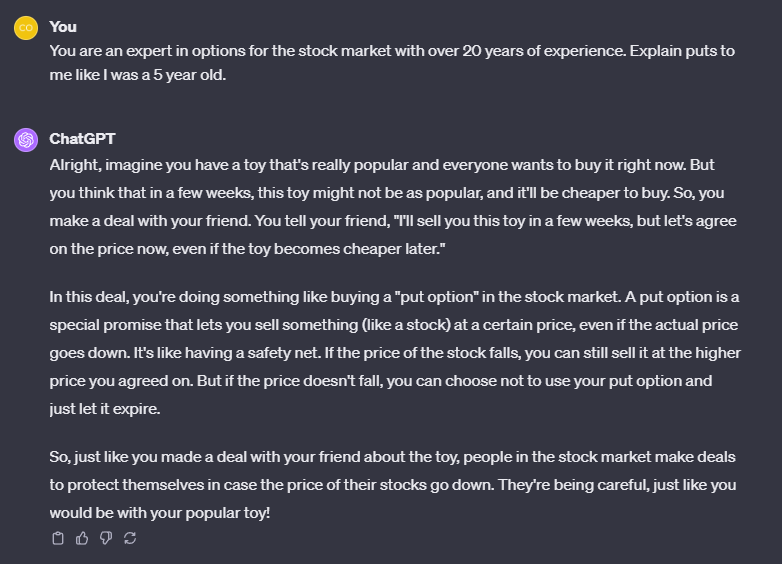 CO
You
You are an expert in options for the stock market with over 20 years of experience. Explain puts to
me like I was a 5 year old.
ChatGPT
Alright, imagine you have a toy that's really popular and everyone wants to buy it right now. But
you think that in a few weeks, this toy might not be as popular, and it'll be cheaper to buy. So, you
make a deal with your friend. You tell your friend, "I'll sell you this toy in a few weeks, but let's agree
on the price now, even if the toy becomes cheaper later."
In this deal, you're doing something like buying a "put option" in the stock market. A put option is a
special promise that lets you sell something (like a stock) at a certain price, even if the actual price
goes down. It's like having a safety net. If the price of the stock falls, you can still sell it at the higher
price you agreed on. But if the price doesn't fall, you can choose not to use your put option and
just let it expire.
So, just like you made a deal with your friend about the toy, people in the stock market make deals
to protect themselves in case the price of their stocks go down. They're being careful, just like you
would be with your popular toy!